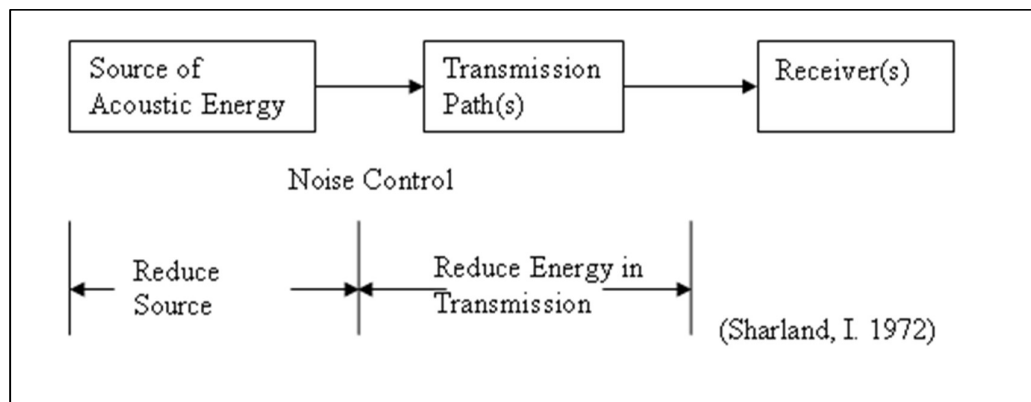 Source of
Acoustic Energy
Transmission
Path(s)
Receiver(s)
Noise Control
Reduce
Source
Reduce Energy in
Transmission
(Sharland, I. 1972)